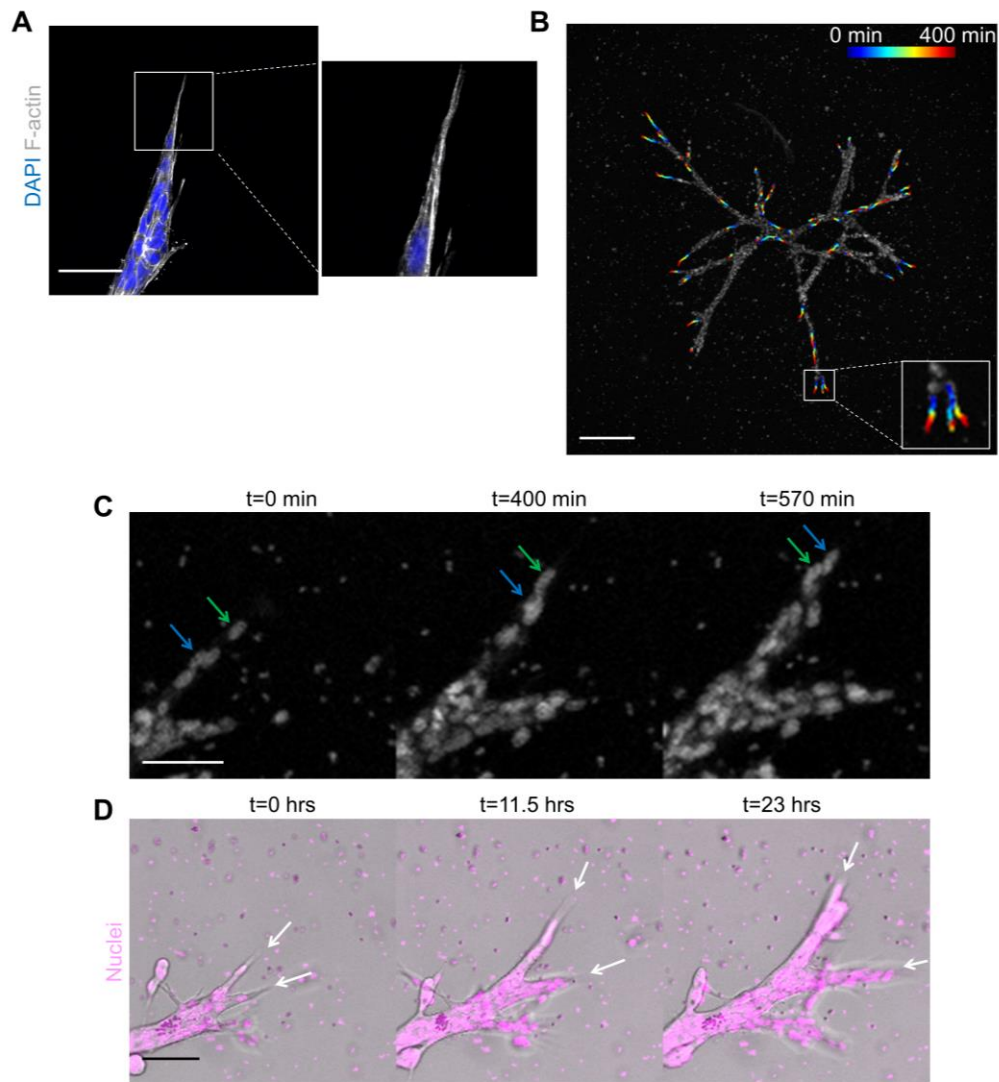 A
DAPI F-actin
B
0 min 400 min
C
t=0 min t=400 min t=570 min
D
t=0 hrs t=11.5 hrs t=23 hrs
Nuclei